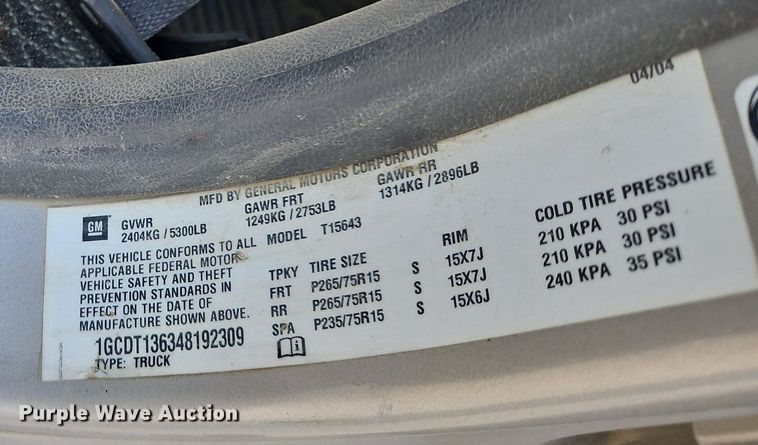 04/04
MFD BY GENERAL MOTORS CORPORATION
GM
GVWR GAWR FRT GAWR RR
2404KG / 5300LB 1249KG / 2753LB 1314KG / 2896LB
THIS VEHICLE CONFORMS TO ALL
APPLICABLE FEDERAL MOTOR
VEHICLE SAFETY AND THEFT
PREVENTION STANDARDS IN
EFFECT ON THE DATE OF
MANUFACTURE SHOWN ABOVE.
1GCDT136348192309
TYPE: TRUCK
MODEL T15643
TPKY TIRE SIZE RIM COLD TIRE PRESSURE
FRT P265/75R15 S 15X7J 210 KPA 30 PSI
RR P265/75R15 S 15X7J 210 KPA 30 PSI
SPA P235/75R15 S 15X6J 240 KPA 35 PSI
Purple Wave Auction